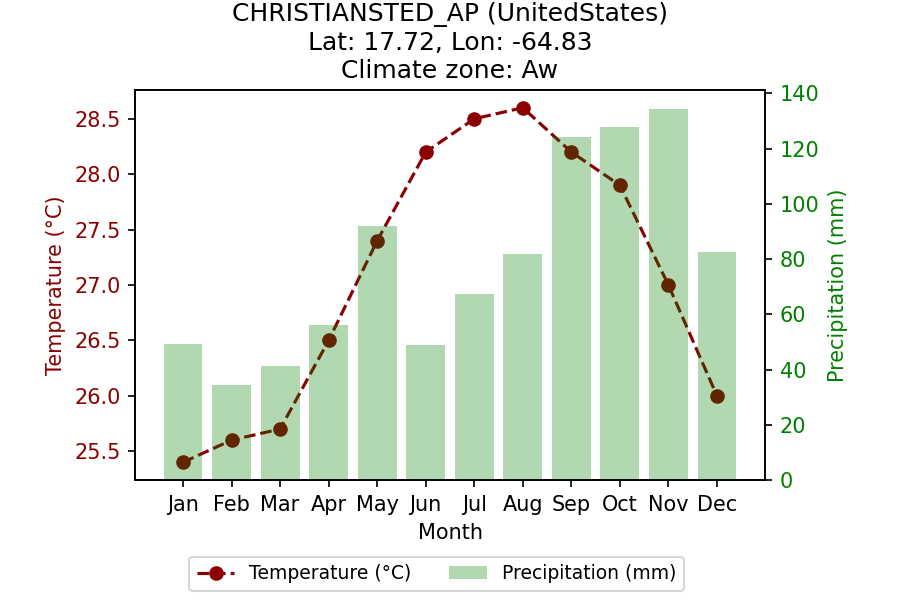 CHRISTIANSTED_AP (UnitedStates)
Lat: 17.72, Lon: -64.83
Climate zone: Aw
Temperature (°C)
28.5
28.0
27.5
27.0
26.5
26.0
25.5
140
120
100
80
60
40
20
0
Precipitation (mm)
Jan Feb Mar Apr May Jun Jul Aug Sep Oct Nov Dec
Month
Temperature (°C) Precipitation (mm)